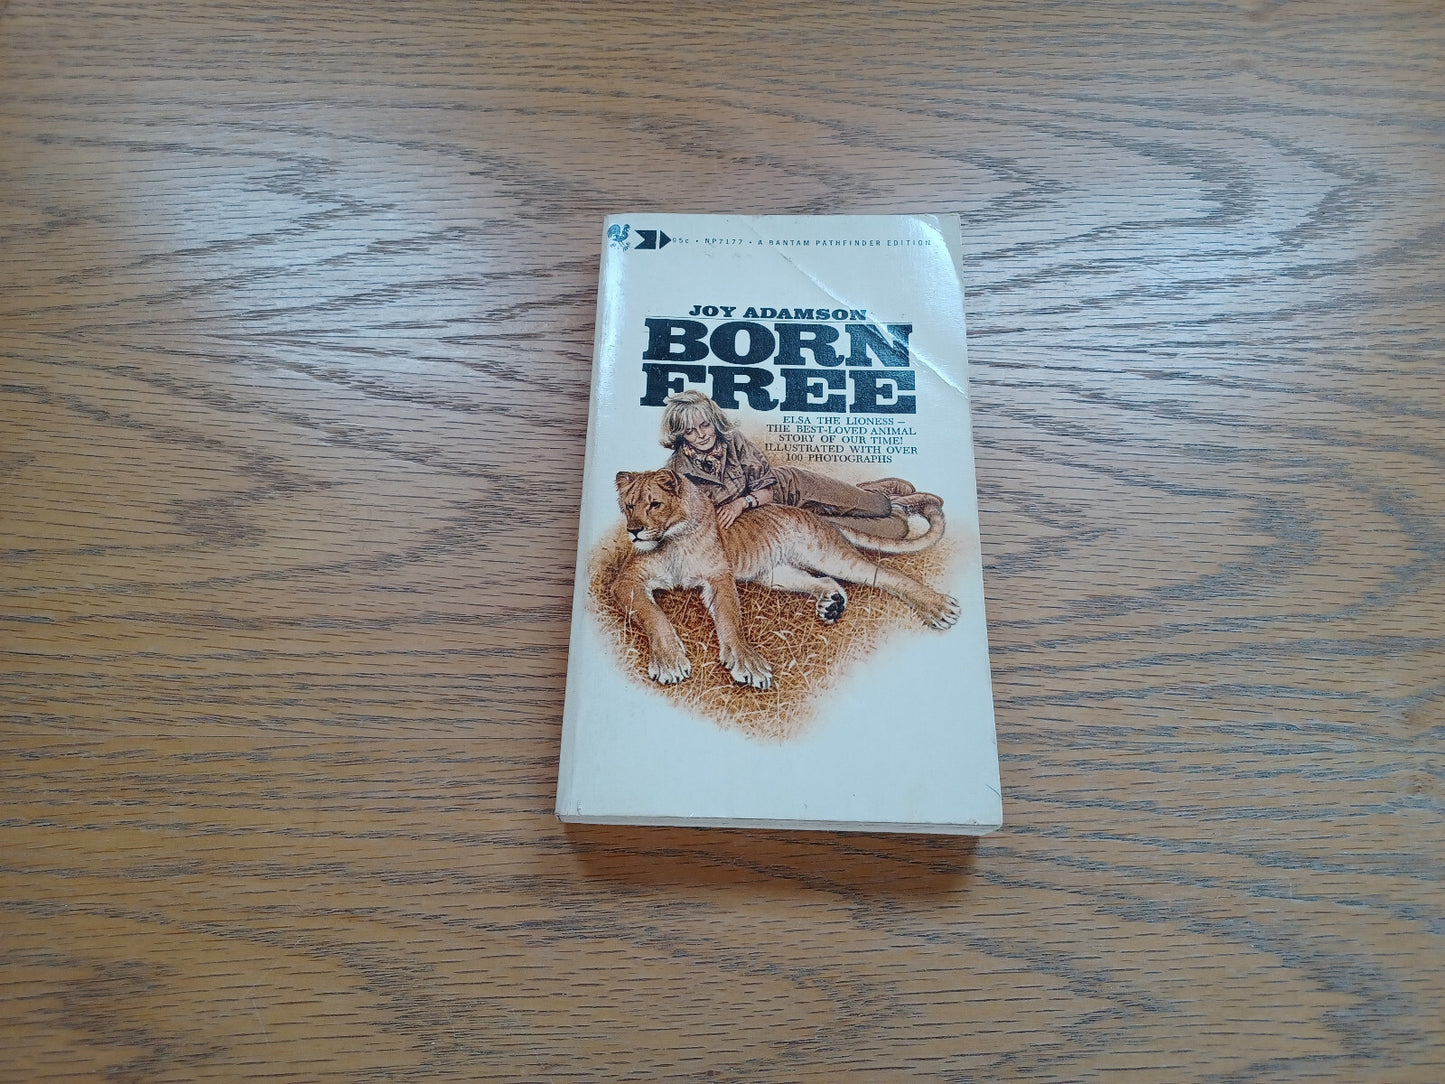 95¢ • NP7177 • A BANTAM PATHFINDER EDITION
JOY ADAMSON
BORN
FREE
ELSA THE LIONESS –
THE BEST-LOVED ANIMAL
STORY OF OUR TIME!
ILLUSTRATED WITH OVER
100 PHOTOGRAPHS